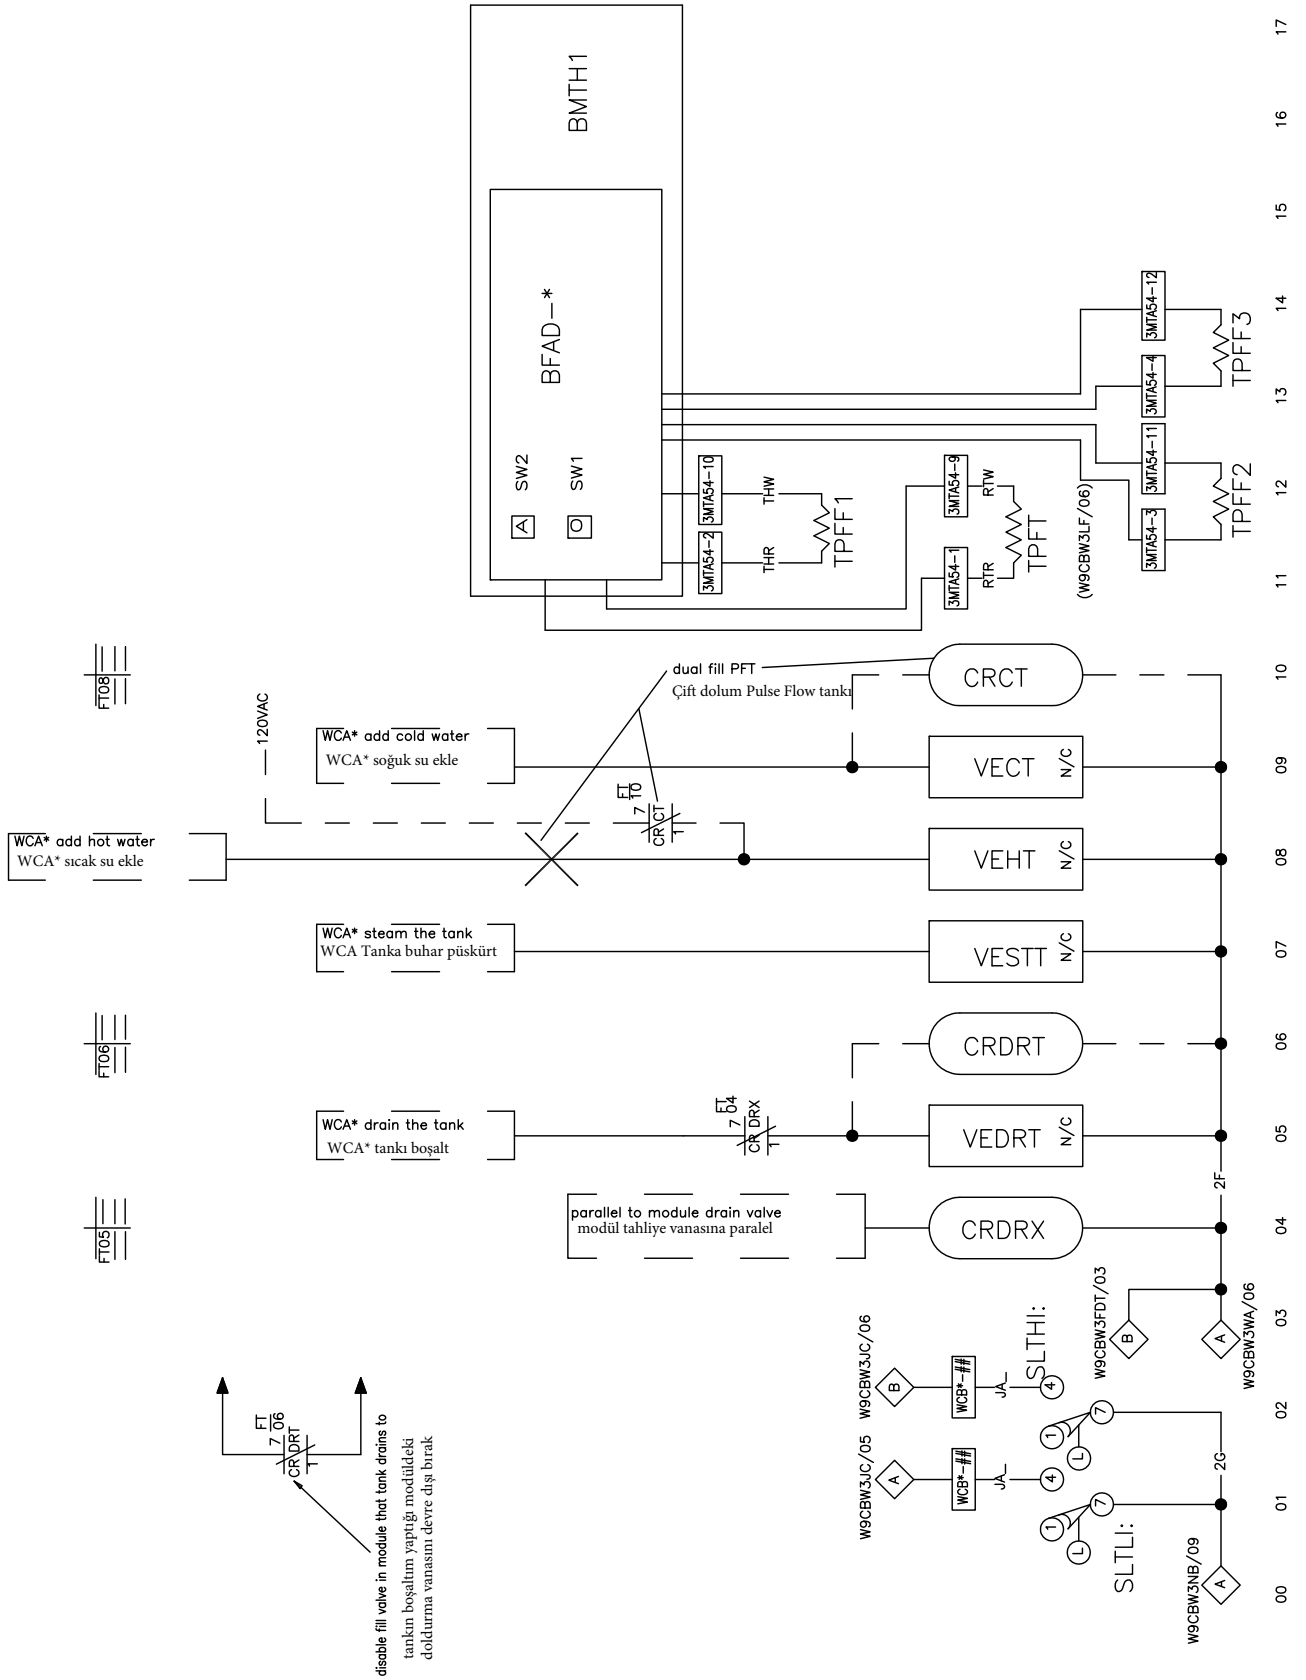 BMTH1
BFAD-*
A SW2
O SW1
3MTA54-10
3MTA54-2
THW
THR
TPFF1
3MTA54-9
3MTA54-1
RTW
RTR
TPFT
(W9CBW3LF/06)
3MTA54-12
3MTA54-4
TPFF3
3MTA54-11
3MTA54-3
TPFF2
FT08
120VAC
dual fill PFT
Çift dolum Pulse Flow tankı
CRCT
WCA* add cold water
WCA* soğuk su ekle
VECT N/C
FT
7 10
CRCT
1
WCA* add hot water
WCA* sıcak su ekle
VEHT N/C
WCA* steam the tank
WCA Tanka buhar püskürt
VESTT N/C
FT06
CRDRT
WCA* drain the tank
WCA* tankı boşalt
FT
7 04
CRDRX
1
VEDRT N/C
FT05
parallel to module drain valve
modül tahliye vanasına paralel
CRDRX
2F
FT
7 06
CRDRT
1
disable fill valve in module that tank drains to
tankın boşaltım yaptığı modüldeki
doldurma vanasını devre dışı bırak
W9CBW3JC/06
B
WCB*-##
JA_
4
SLTHI:
W9CBW3FDT/03
B
A
W9CBW3WA/06
1
L
7
W9CBW3JC/05
A
WCB*-##
JA_
4
2G
1
L
7
SLTLI:
W9CBW3NB/09
A
00
01
02
03
04
05
06
07
08
09
10
11
12
13
14
15
16
17